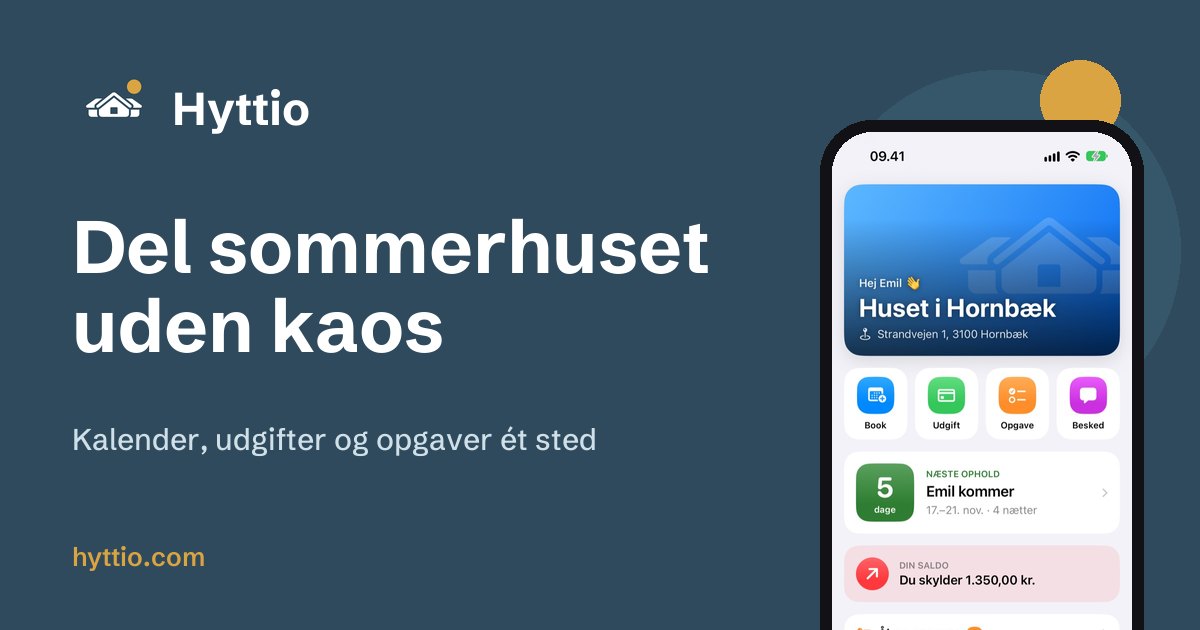 Hyttio
Del sommerhuset
uden kaos
Kalender, udgifter og opgaver ét sted
hyttio.com
09.41
Hej Emil 👋
Huset i Hornbæk
Strandvejen 1, 3100 Hornbæk
Book
Udgift
Opgave
Besked
5
dage
NÆSTE OPHOLD
Emil kommer
17.–21. nov. · 4 nætter
DIN SALDO
Du skylder 1.350,00 kr.